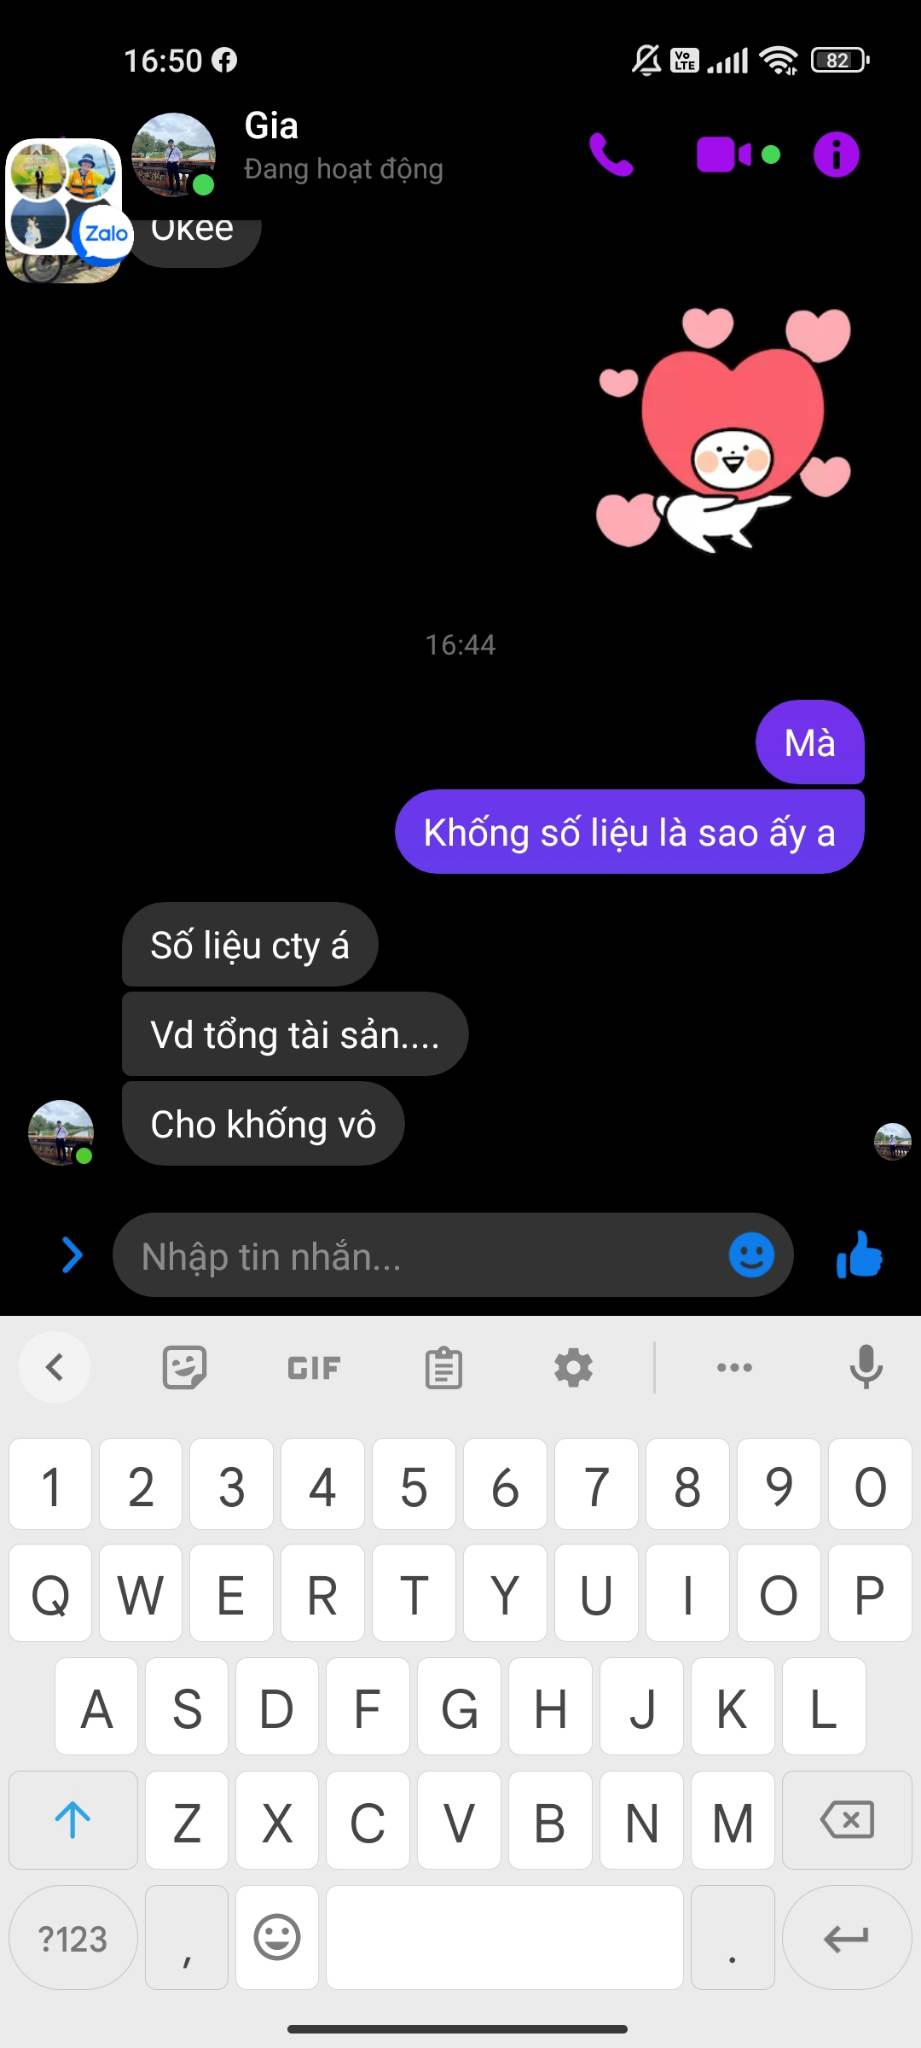 16:50
Vo
LTE
82
Gia
Đang hoạt động
Zalo
Okee
16:44
Mà
Khống số liệu là sao ấy a
Số liệu cty á
Vd tổng tài sản....
Cho khống vô
Nhập tin nhắn...
GIF
1 2 3 4 5 6 7 8 9 0
Q W E R T Y U I O P
A S D F G H J K L
Z X C V B N M
?123 , .